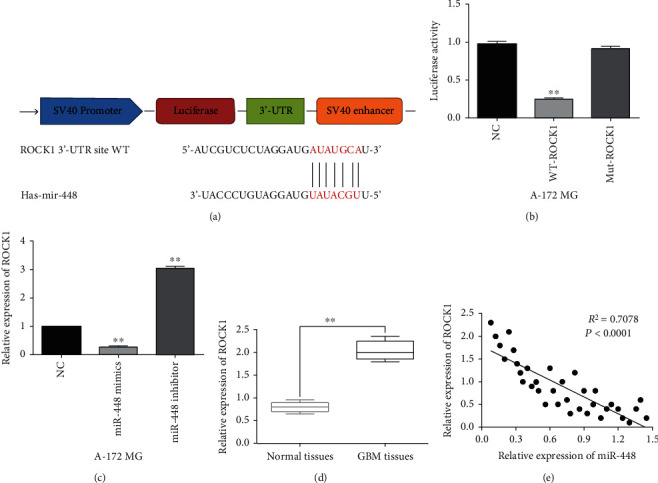 SV40 Promoter
Luciferase
3'-UTR
SV40 enhancer
ROCK1 3'-UTR site WT
5'-AUCGUCUCUAGGAUGAUAUGCAU-3'
Has-mir-448
3'-UACCCUGUAGGAUGUAUACGUU-5'
(a)
Luciferase activity
1.5
1.0
0.5
0.0
**
NC
WT-ROCK1
Mut-ROCK1
A-172 MG
(b)
Relative expression of ROCK1
4
3
2
1
0
**
**
NC
miR-448 mimics
miR-448 inhibitor
A-172 MG
(c)
Relative expression of ROCK1
2.5
2.0
1.5
1.0
0.5
0.0
**
Normal tissues
GBM tissues
(d)
Relative expression of ROCK1
2.5
2.0
1.5
1.0
0.5
0.0
R² = 0.7078
P < 0.0001
0.0
0.3
0.6
0.9
1.2
1.5
Relative expression of miR-448
(e)